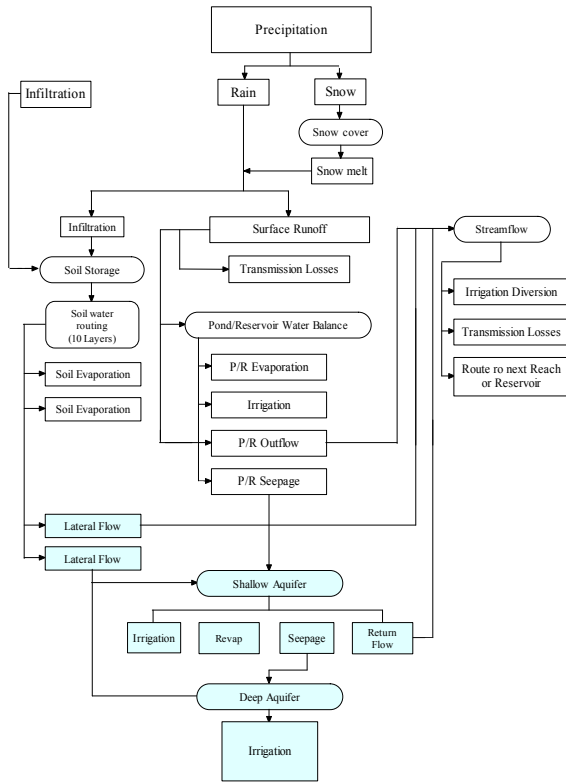 Precipitation
Infiltration
Rain
Snow
Snow cover
Snow melt
Infiltration
Surface Runoff
Streamflow
Soil Storage
Transmission Losses
Irrigation Diversion
Soil water
routing
(10 Layers)
Pond/Reservoir Water Balance
Transmission Losses
Soil Evaporation
P/R Evaporation
Route ro next Reach
or Reservoir
Soil Evaporation
Irrigation
P/R Outflow
P/R Seepage
Lateral Flow
Lateral Flow
Shallow Aquifer
Irrigation
Revap
Seepage
Return
Flow
Deep Aquifer
Irrigation